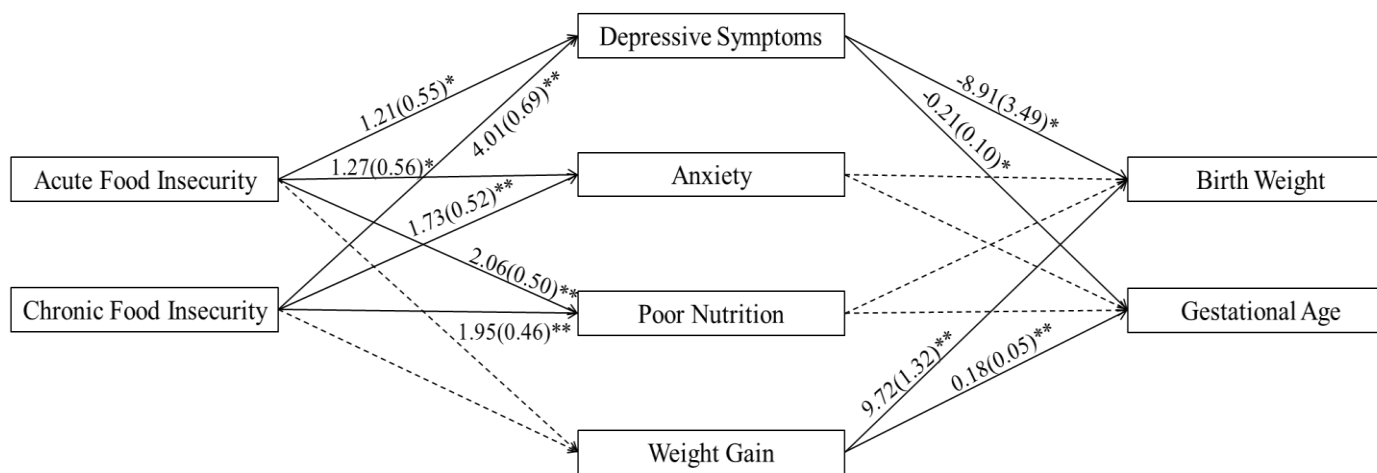 Depressive Symptoms
1.21(0.55)*
4.01(0.69)**
-8.91(3.49)*
-0.21(0.10)*
Acute Food Insecurity
1.27(0.56)*
Anxiety
Birth Weight
1.73(0.52)**
2.06(0.50)**
Chronic Food Insecurity
Poor Nutrition
Gestational Age
1.95(0.46)**
9.72(1.32)**
0.18(0.05)**
Weight Gain